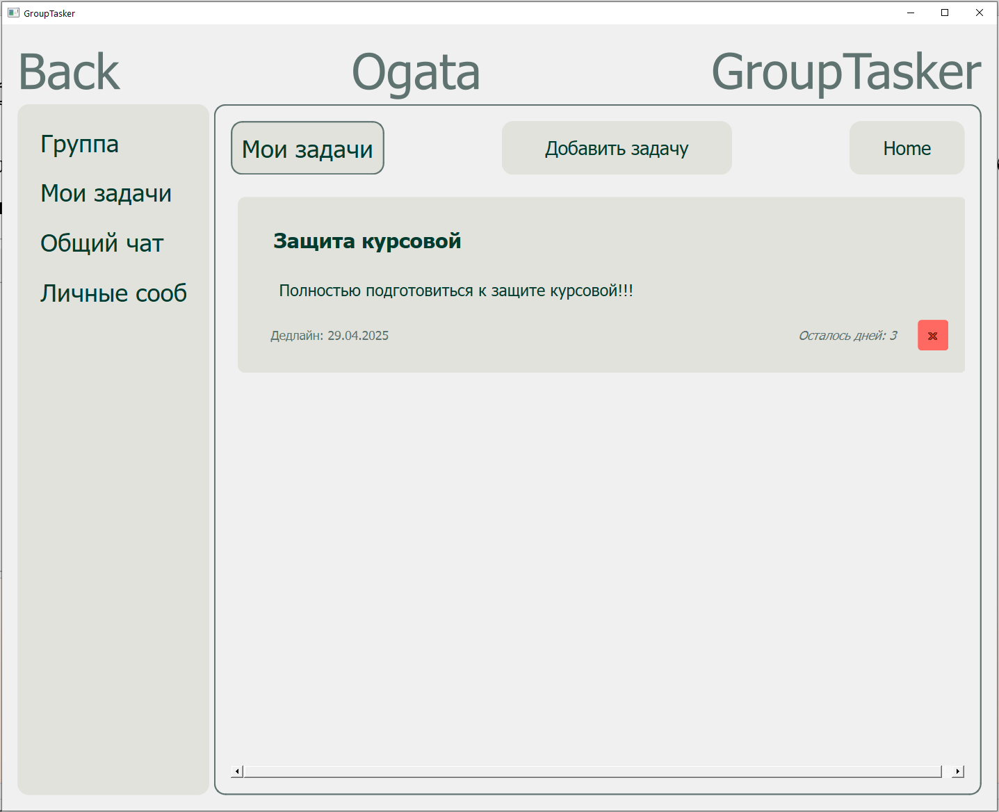 GroupTasker
Back
Ogata
GroupTasker
Группа
Мои задачи
Общий чат
Личные сооб
Мои задачи
Добавить задачу
Home
Защита курсовой
Полностью подготовиться к защите курсовой!!!
Дедлайн: 29.04.2025
Осталось дней: 3